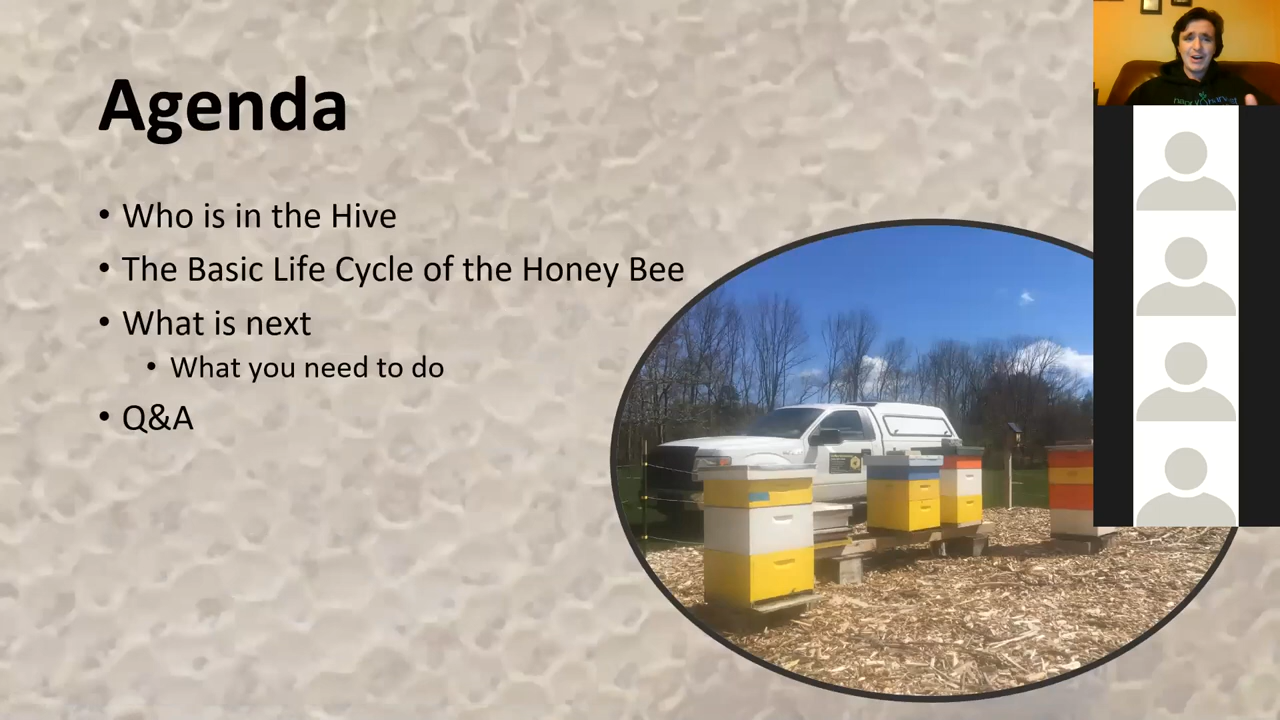 Agenda
• Who is in the Hive
• The Basic Life Cycle of the Honey Bee
• What is next
• What you need to do
• Q&A